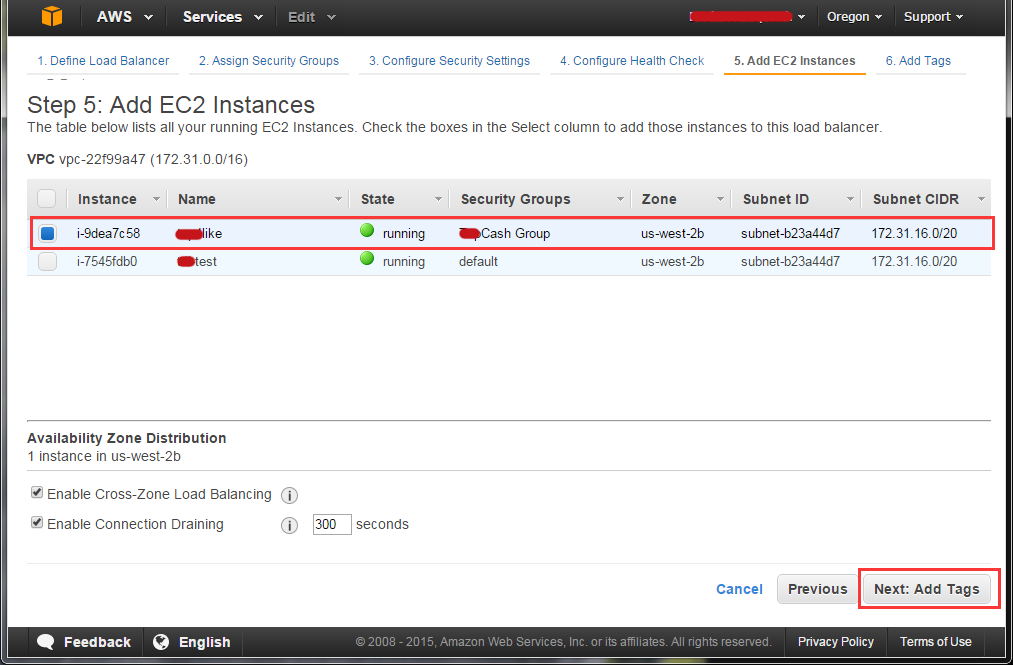 AWS Services Edit Oregon Support
1. Define Load Balancer 2. Assign Security Groups 3. Configure Security Settings 4. Configure Health Check 5. Add EC2 Instances 6. Add Tags
Step 5: Add EC2 Instances
The table below lists all your running EC2 Instances. Check the boxes in the Select column to add those instances to this load balancer.
VPC vpc-22f99a47 (172.31.0.0/16)
Instance Name State Security Groups Zone Subnet ID Subnet CIDR
i-9dea7c58 like running Cash Group us-west-2b subnet-b23a44d7 172.31.16.0/20
i-7545fdb0 test running default us-west-2b subnet-b23a44d7 172.31.16.0/20
Availability Zone Distribution
1 instance in us-west-2b
Enable Cross-Zone Load Balancing i
Enable Connection Draining i 300 seconds
Cancel Previous Next: Add Tags
Feedback English © 2008 - 2015, Amazon Web Services, Inc. or its affiliates. All rights reserved. Privacy Policy Terms of Use